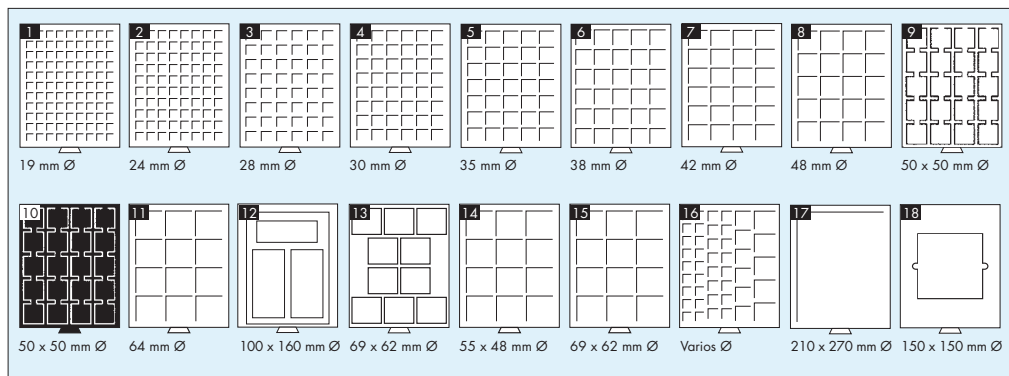 1 2 3 4 5 6 7 8 9
19 mm Ø 24 mm Ø 28 mm Ø 30 mm Ø 35 mm Ø 38 mm Ø 42 mm Ø 48 mm Ø 50 x 50 mm Ø
10 11 12 13 14 15 16 17 18
50 x 50 mm Ø 64 mm Ø 100 x 160 mm Ø 69 x 62 mm Ø 55 x 48 mm Ø 69 x 62 mm Ø Varios Ø 210 x 270 mm Ø 150 x 150 mm Ø